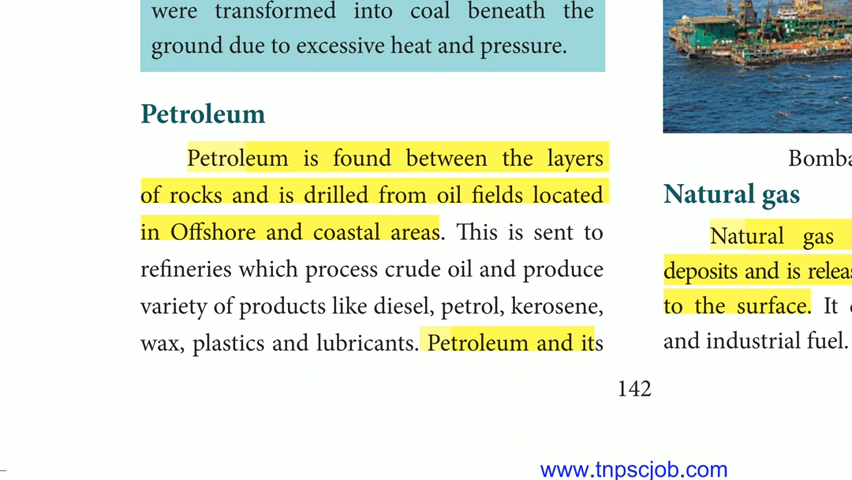 were transformed into coal beneath the
ground due to excessive heat and pressure.
Petroleum
Petroleum is found between the layers
of rocks and is drilled from oil fields located
in Offshore and coastal areas. This is sent to
refineries which process crude oil and produce
variety of products like diesel, petrol, kerosene,
wax, plastics and lubricants. Petroleum and its
Natural gas
Natural gas
deposits and is
to the surface. It
and industrial fuel.
142
www.tnpscjob.com